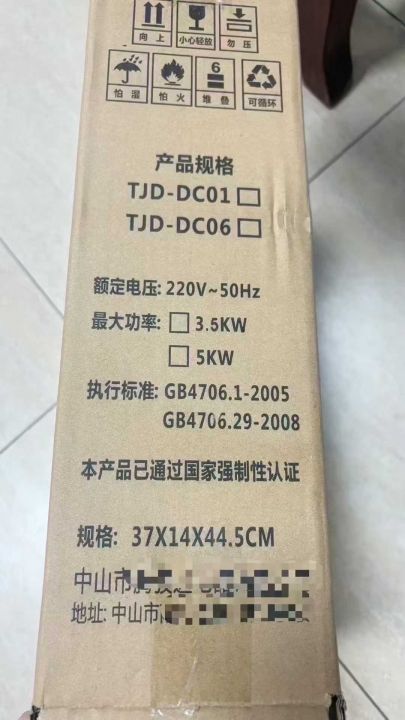 向上 小心轻放 勿压
怕湿 怕火 6 堆叠 可循环
产品规格
TJD-DC01□
TJD-DC06□
额定电压: 220V~50Hz
最大功率: □ 3.5KW
□ 5KW
执行标准: GB4706.1-2005
GB4706.29-2008
本产品已通过国家强制性认证
规格: 37X14X44.5CM
中山市
地址: 中山市